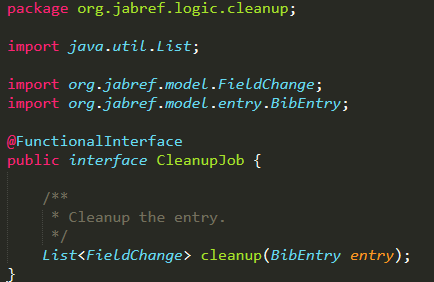 package org.jabref.logic.cleanup;
import java.util.List;
import org.jabref.model.FieldChange;
import org.jabref.model.entry.BibEntry;
@FunctionalInterface
public interface CleanupJob {
/**
* Cleanup the entry.
*/
List<FieldChange> cleanup(BibEntry entry);
}